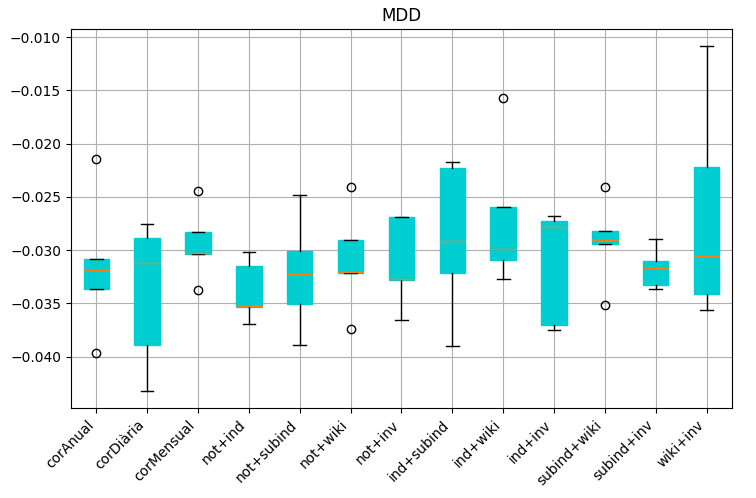 MDD
−0.010
−0.015
−0.020
−0.025
−0.030
−0.035
−0.040
corAnual
corDiària
corMensual
not+ind
not+subind
not+wiki
not+inv
ind+subind
ind+wiki
ind+inv
subind+wiki
subind+inv
wiki+inv